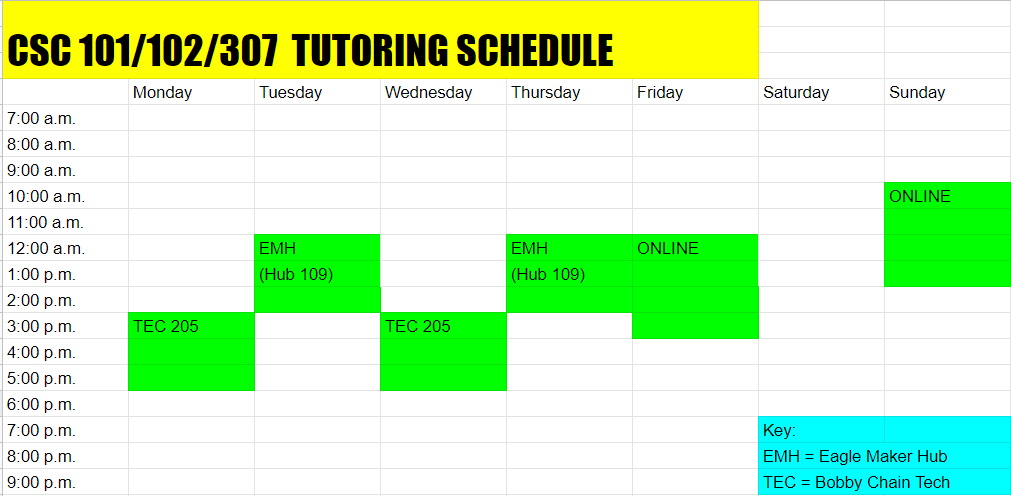 CSC 101/102/307 TUTORING SCHEDULE
Monday Tuesday Wednesday Thursday Friday Saturday Sunday
7:00 a.m.
8:00 a.m.
9:00 a.m.
10:00 a.m. ONLINE
11:00 a.m.
12:00 a.m. EMH EMH ONLINE
1:00 p.m. (Hub 109) (Hub 109)
2:00 p.m.
3:00 p.m. TEC 205 TEC 205
4:00 p.m.
5:00 p.m.
6:00 p.m.
7:00 p.m. Key:
8:00 p.m. EMH = Eagle Maker Hub
9:00 p.m. TEC = Bobby Chain Tech